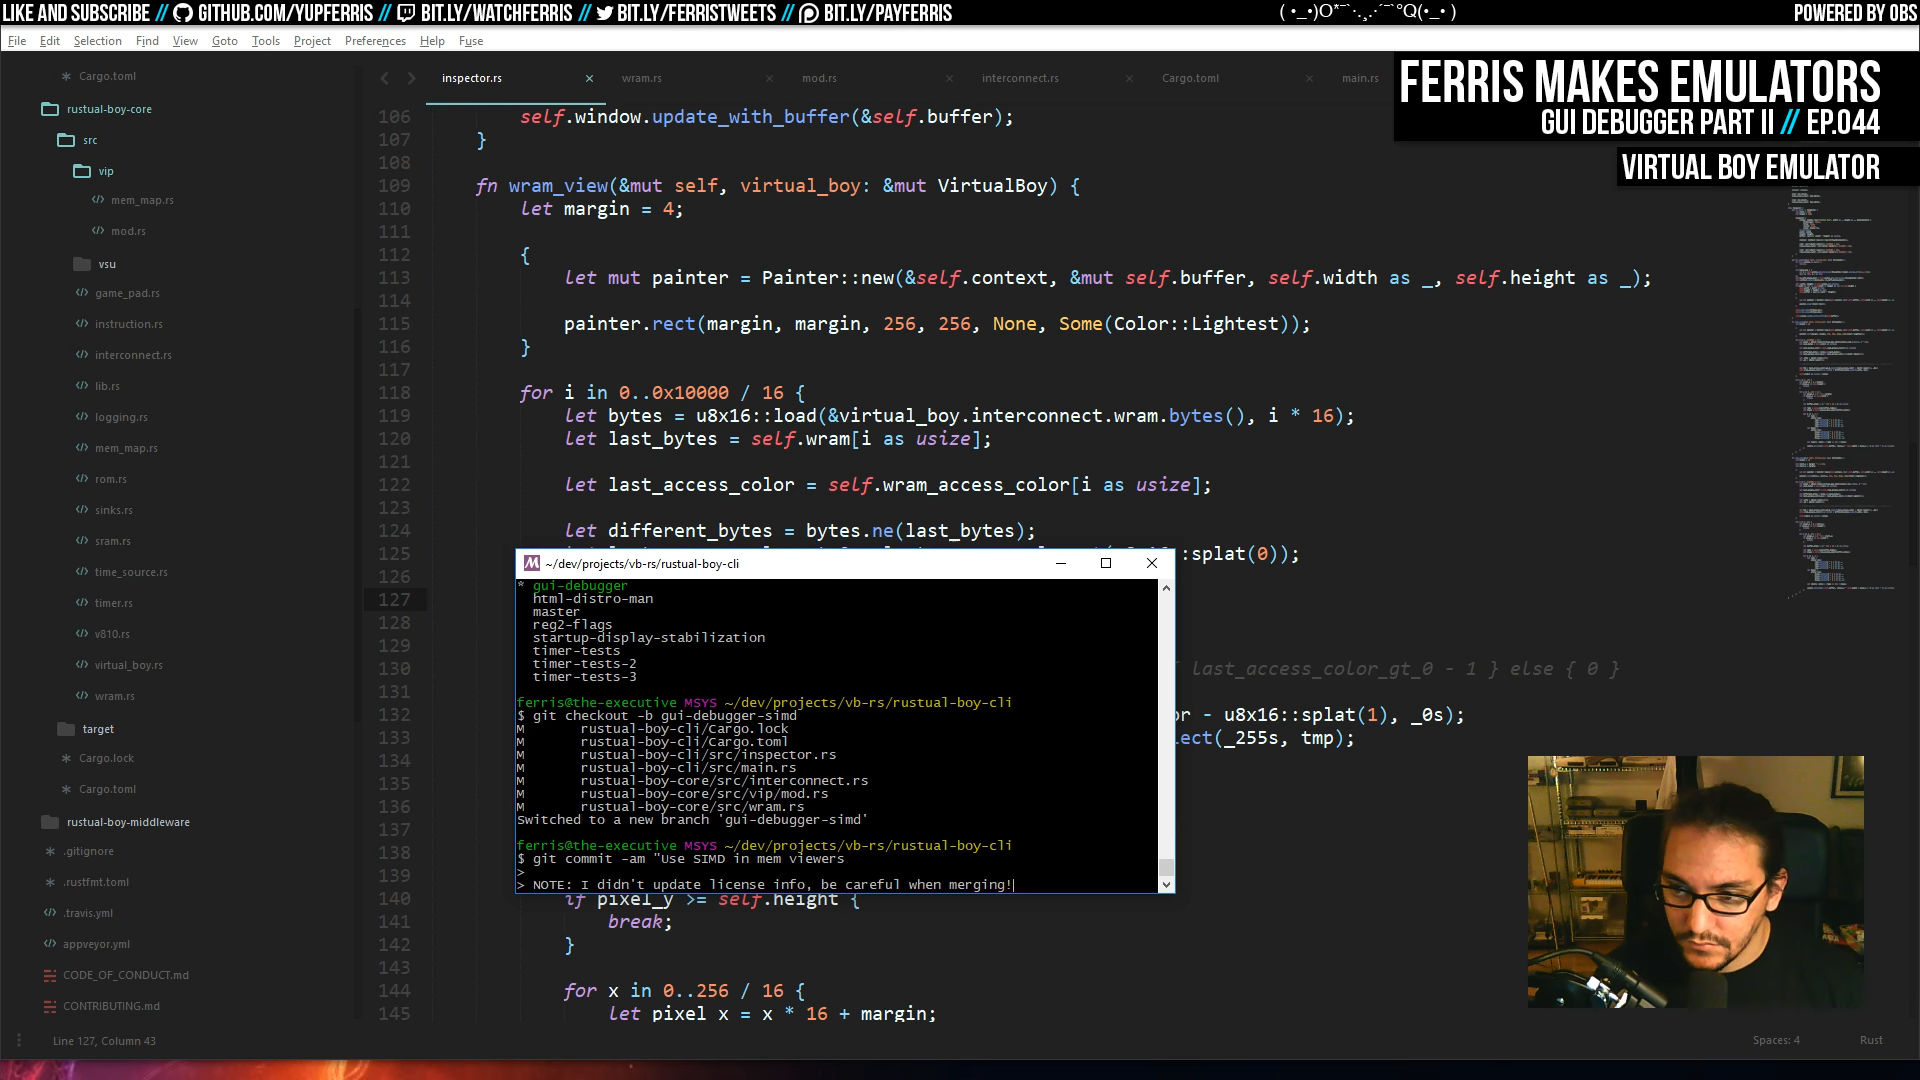 LIKE AND SUBSCRIBE // GITHUB.COM/YUPFERRIS // BIT.LY/WATCHFERRIS // BIT.LY/FERRISTWEETS // BIT.LY/PAYFERRIS
POWERED BY OBS
File Edit Selection Find View Goto Tools Project Preferences Help Fuse
FERRIS MAKES EMULATORS
GUI DEBUGGER PART II // EP.044
VIRTUAL BOY EMULATOR
Cargo.toml
rustual-boy-core
src
vip
mem_map.rs
mod.rs
vsu
game_pad.rs
instruction.rs
interconnect.rs
lib.rs
logging.rs
mem_map.rs
rom.rs
sinks.rs
sram.rs
time_source.rs
timer.rs
v810.rs
virtual_boy.rs
wram.rs
target
Cargo.lock
Cargo.toml
rustual-boy-middleware
.gitignore
.rustfmt.toml
.travis.yml
appveyor.yml
CODE_OF_CONDUCT.md
CONTRIBUTING.md
inspector.rs wram.rs mod.rs interconnect.rs Cargo.toml main.rs
106 self.window.update_with_buffer(&self.buffer);
107 }
108
109 fn wram_view(&mut self, virtual_boy: &mut VirtualBoy) {
110 let margin = 4;
111
112 {
113 let mut painter = Painter::new(&self.context, &mut self.buffer, self.width as _, self.height as _);
114
115 painter.rect(margin, margin, 256, 256, None, Some(Color::Lightest));
116 }
117
118 for i in 0..0x10000 / 16 {
119 let bytes = u8x16::load(&virtual_boy.interconnect.wram.bytes(), i * 16);
120 let last_bytes = self.wram[i as usize];
121
122 let last_access_color = self.wram_access_color[i as usize];
123
124 let different_bytes = bytes.ne(last_bytes);
125 ::splat(0));
126
127
128
129
130 last_access_color_gt_0 - 1 } else { 0 }
131
132 or - u8x16::splat(1), _0s);
133 lect(_255s, tmp);
134
135
136
137
138
139
140 if pixel_y >= self.height {
141 break;
142 }
143
144 for x in 0..256 / 16 {
145 let pixel_x = x * 16 + margin;
~/dev/projects/vb-rs/rustual-boy-cli
* gui-debugger
html-distro-man
master
reg2-flags
startup-display-stabilization
timer-tests
timer-tests-2
timer-tests-3
ferris@the-executive MSYS ~/dev/projects/vb-rs/rustual-boy-cli
$ git checkout -b gui-debugger-simd
M rustual-boy-cli/Cargo.lock
M rustual-boy-cli/Cargo.toml
M rustual-boy-cli/src/inspector.rs
M rustual-boy-cli/src/main.rs
M rustual-boy-core/src/interconnect.rs
M rustual-boy-core/src/vip/mod.rs
M rustual-boy-core/src/wram.rs
Switched to a new branch 'gui-debugger-simd'
ferris@the-executive MSYS ~/dev/projects/vb-rs/rustual-boy-cli
$ git commit -am "Use SIMD in mem viewers
>
> NOTE: I didn't update license info, be careful when merging!
Line 127, Column 43
Spaces: 4
Rust